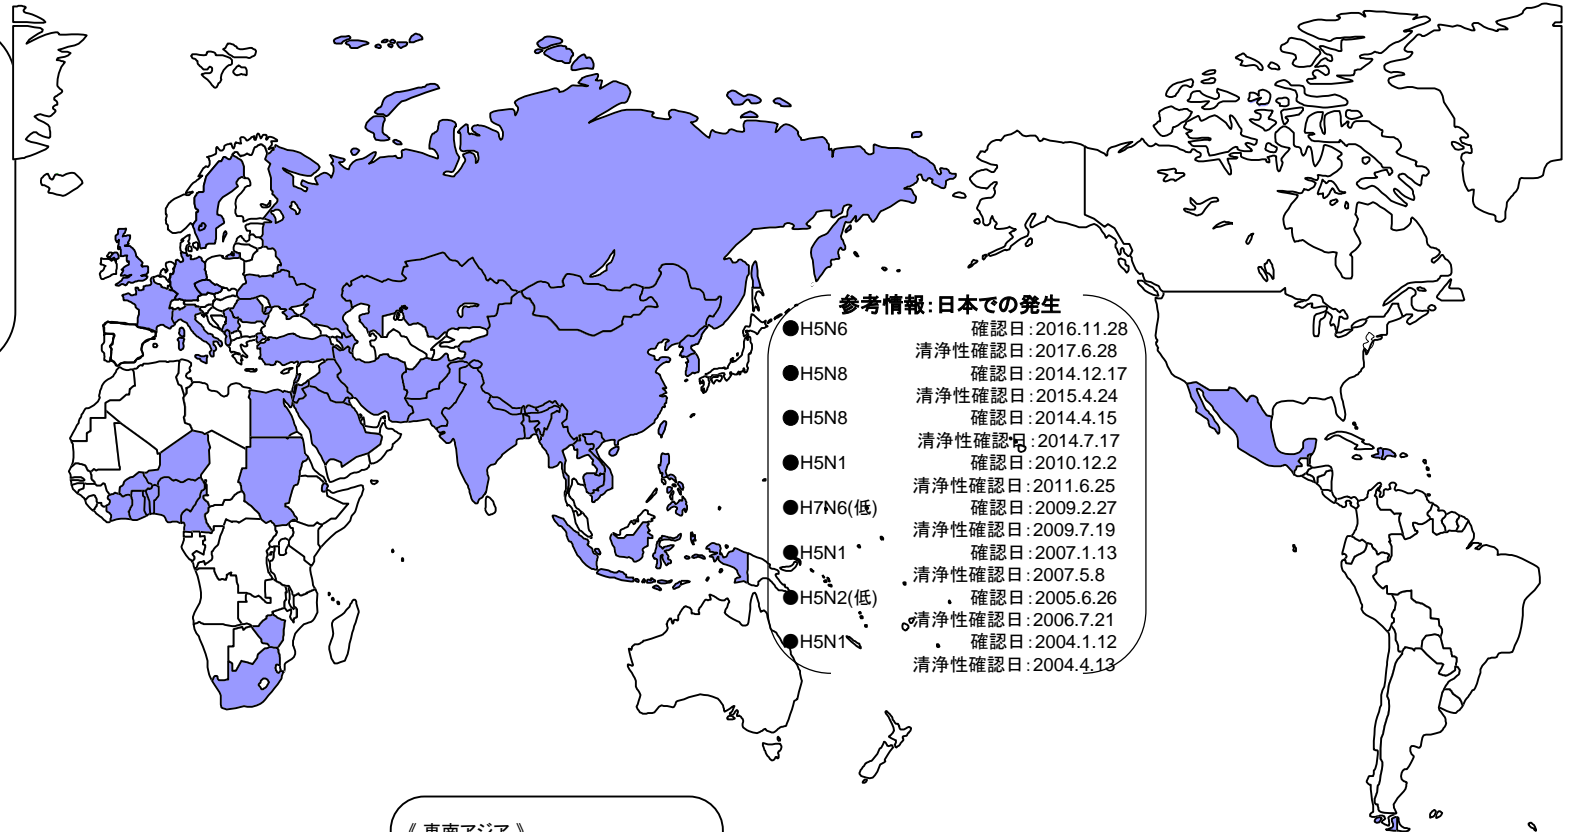 参考情報:日本での発生
●H5N6 確認日:2016.11.28
清浄性確認日:2017.6.28
●H5N8 確認日:2014.12.17
清浄性確認日:2015.4.24
●H5N8 確認日:2014.4.15
清浄性確認日:2014.7.17
●H5N1 確認日:2010.12.2
清浄性確認日:2011.6.25
●H7N6(低) 確認日:2009.2.27
清浄性確認日:2009.7.19
●H5N1 確認日:2007.1.13
清浄性確認日:2007.5.8
●H5N2(低) 確認日:2005.6.26
清浄性確認日:2006.7.21
●H5N1 確認日:2004.1.12
清浄性確認日:2004.4.13
《 東南アジア 》